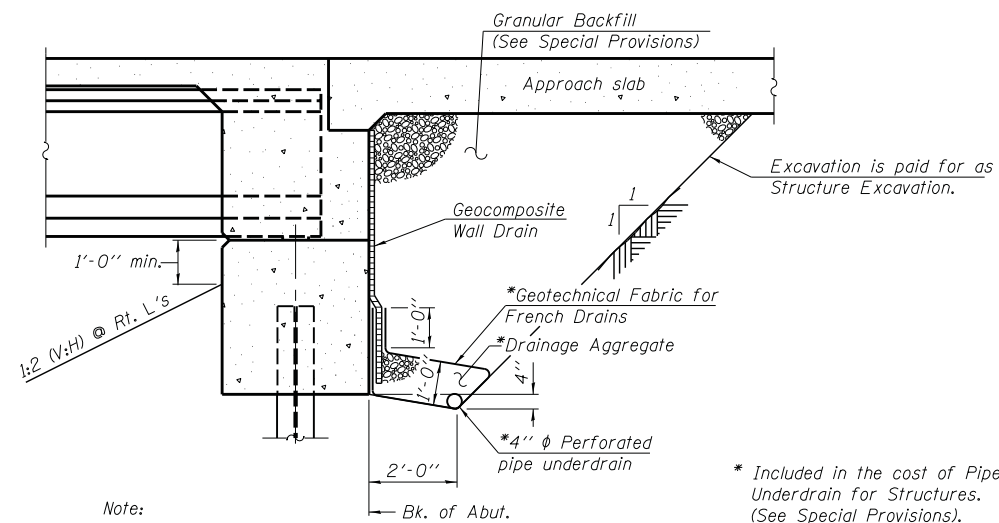 Granular Backfill
(See Special Provisions)
Approach slab
Excavation is paid for as
Structure Excavation.
1
1
Geocomposite
Wall Drain
1'-0" min.
1:2 (V:H) @ Rt. L's
*Geotechnical Fabric for
French Drains
1'-0"
*Drainage Aggregate
1'-0"
4"
*4" ϕ Perforated
pipe underdrain
2'-0"
Bk. of Abut.
Note:
* Included in the cost of Pipe
Underdrain for Structures.
(See Special Provisions).